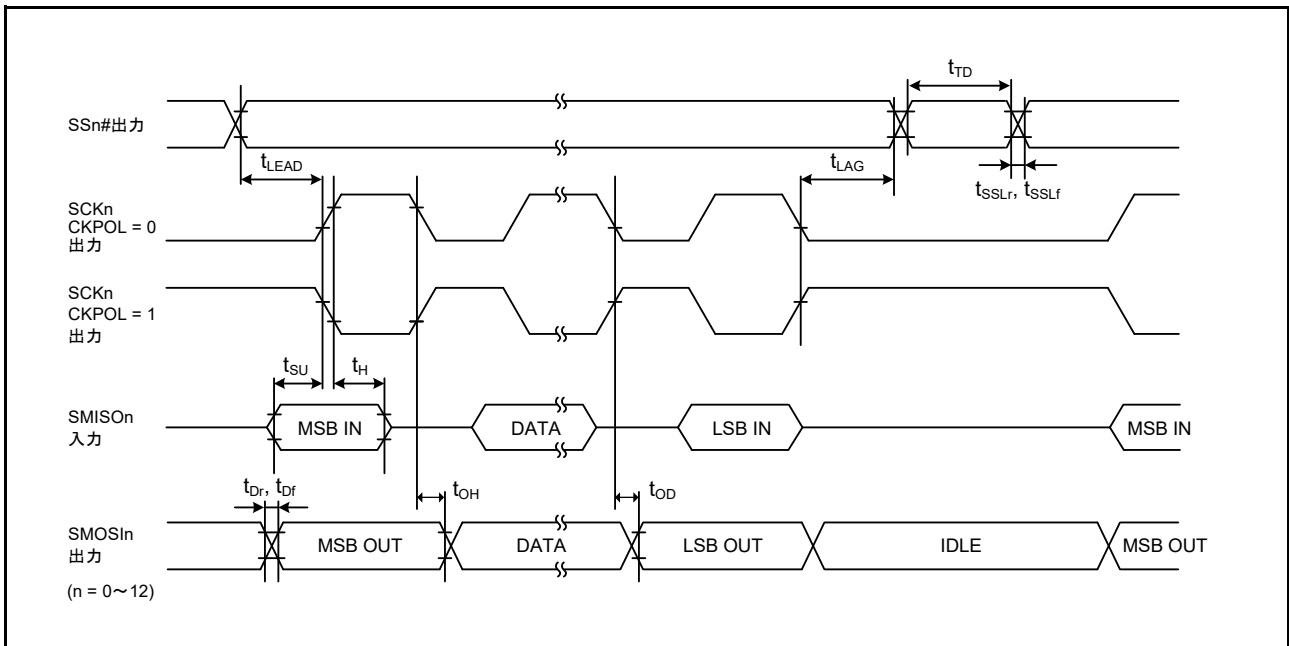 tTD
SSn#出力
tLEAD
tLAG
tSSLr, tSSLf
SCKn
CKPOL = 0
出力
SCKn
CKPOL = 1
出力
tSU
tH
SMISOn
入力
MSB IN
DATA
LSB IN
MSB IN
tDr, tDf
tOH
tOD
SMOSIn
出力
MSB OUT
DATA
LSB OUT
IDLE
MSB OUT
(n = 0～12)